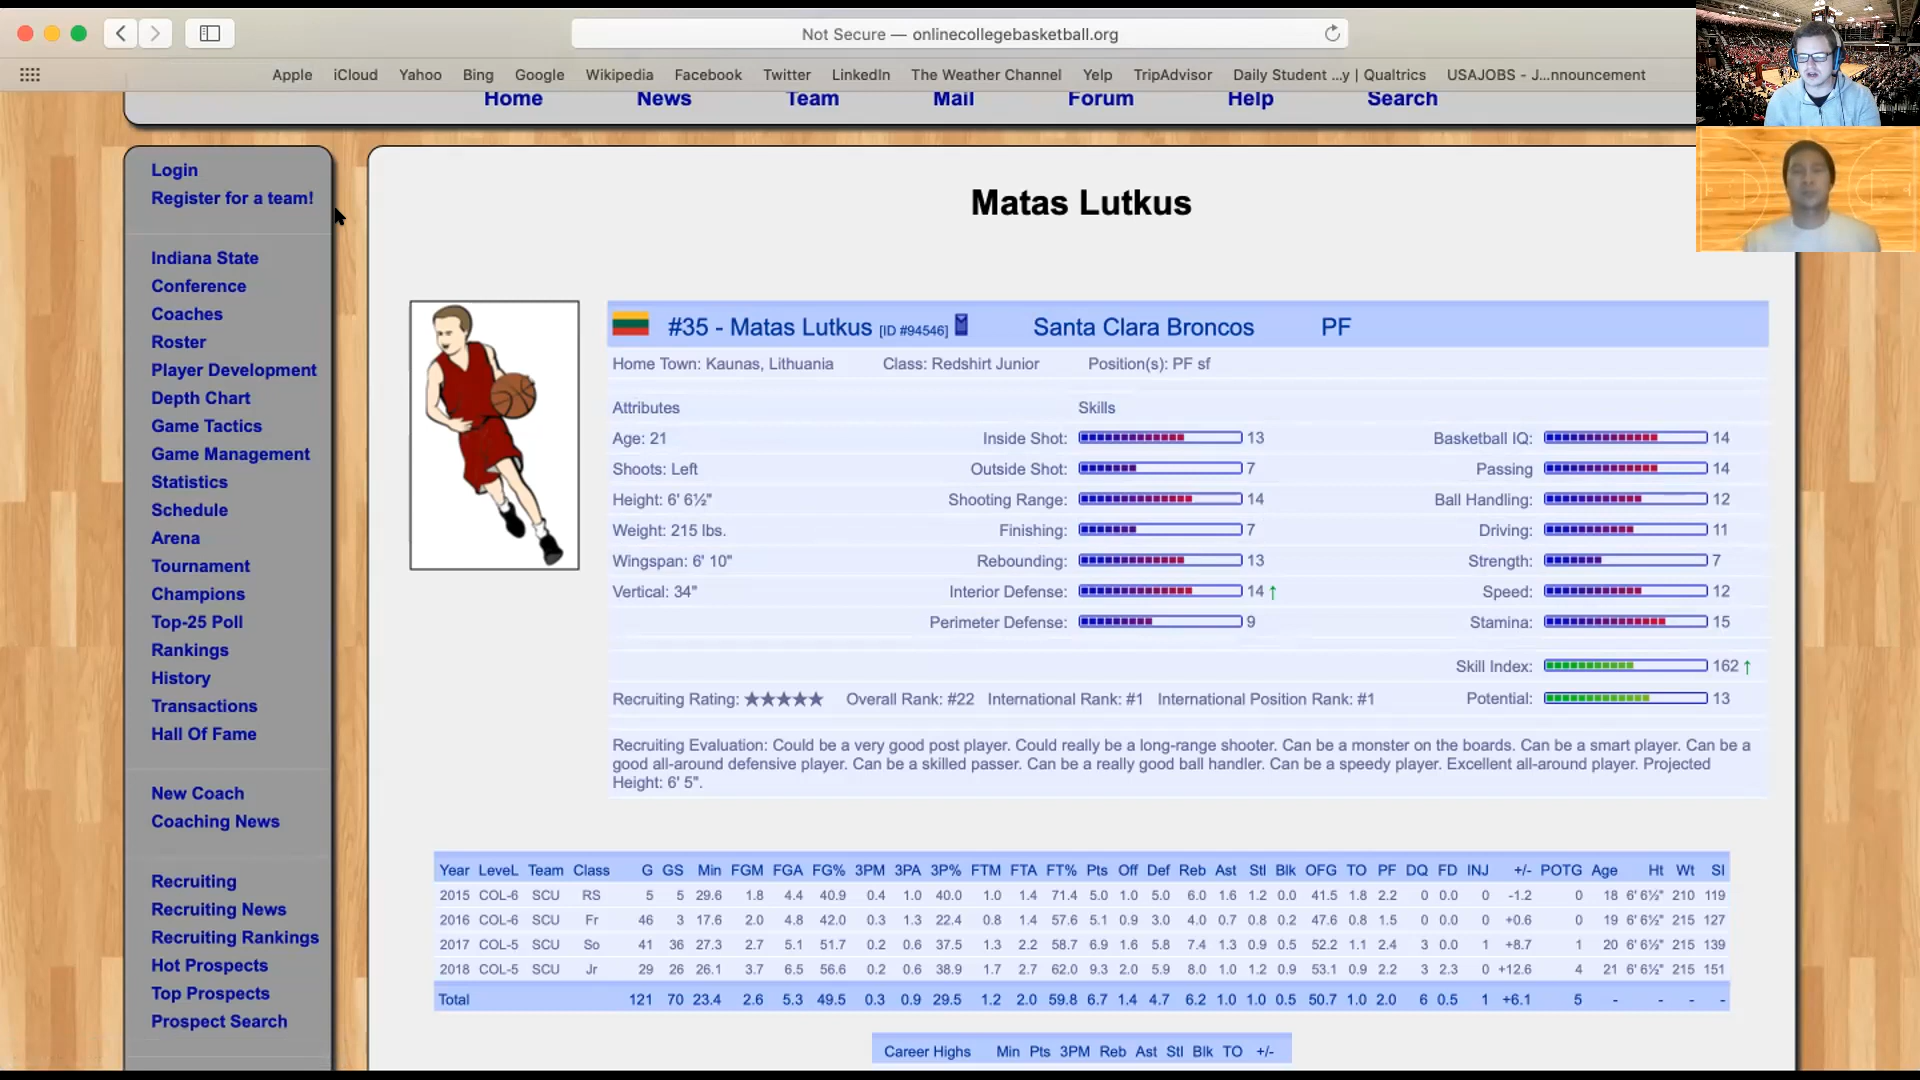 Not Secure — onlinecollegebasketball.org
Apple iCloud Yahoo Bing Google Wikipedia Facebook Twitter LinkedIn The Weather Channel Yelp TripAdvisor Daily Student ...y | Qualtrics USAJOBS - J...nnouncement
Home News Team Mail Forum Help Search
Login
Register for a team!
Indiana State
Conference
Coaches
Roster
Player Development
Depth Chart
Game Tactics
Game Management
Statistics
Schedule
Arena
Tournament
Champions
Top-25 Poll
Rankings
History
Transactions
Hall Of Fame
New Coach
Coaching News
Recruiting
Recruiting News
Recruiting Rankings
Hot Prospects
Top Prospects
Prospect Search
Matas Lutkus
#35 - Matas Lutkus [ID #94546] Santa Clara Broncos PF
Home Town: Kaunas, Lithuania Class: Redshirt Junior Position(s): PF sf
Attributes Skills
Age: 21 Inside Shot: 13 Basketball IQ: 14
Shoots: Left Outside Shot: 7 Passing 14
Height: 6' 6½" Shooting Range: 14 Ball Handling: 12
Weight: 215 lbs. Finishing: 7 Driving: 11
Wingspan: 6' 10" Rebounding: 13 Strength: 7
Vertical: 34" Interior Defense: 14 ↑ Speed: 12
Perimeter Defense: 9 Stamina: 15
Skill Index: 162 ↑
Recruiting Rating: ★★★★★ Overall Rank: #22 International Rank: #1 International Position Rank: #1 Potential: 13
Recruiting Evaluation: Could be a very good post player. Could really be a long-range shooter. Can be a monster on the boards. Can be a smart player. Can be a
good all-around defensive player. Can be a skilled passer. Can be a really good ball handler. Can be a speedy player. Excellent all-around player. Projected
Height: 6' 5".
Year LeveL Team Class G GS Min FGM FGA FG% 3PM 3PA 3P% FTM FTA FT% Pts Off Def Reb Ast Stl Blk OFG TO PF DQ FD INJ +/- POTG Age Ht Wt SI
2015 COL-6 SCU RS 5 5 29.6 1.8 4.4 40.9 0.4 1.0 40.0 1.0 1.4 71.4 5.0 1.0 5.0 6.0 1.6 1.2 0.0 41.5 1.8 2.2 0 0.0 0 -1.2 0 18 6' 6½" 210 119
2016 COL-6 SCU Fr 46 3 17.6 2.0 4.8 42.0 0.3 1.3 22.4 0.8 1.4 57.6 5.1 0.9 3.0 4.0 0.7 0.8 0.2 47.6 0.8 1.5 0 0.0 0 +0.6 0 19 6' 6½" 215 127
2017 COL-5 SCU So 41 36 27.3 2.7 5.1 51.7 0.2 0.6 37.5 1.3 2.2 58.7 6.9 1.6 5.8 7.4 1.3 0.9 0.5 52.2 1.1 2.4 3 0.0 1 +8.7 1 20 6' 6½" 215 139
2018 COL-5 SCU Jr 29 26 26.1 3.7 6.5 56.6 0.2 0.6 38.9 1.7 2.7 62.0 9.3 2.0 5.9 8.0 1.0 1.2 0.9 53.1 0.9 2.2 3 2.3 0 +12.6 4 21 6' 6½" 215 151
Total 121 70 23.4 2.6 5.3 49.5 0.3 0.9 29.5 1.2 2.0 59.8 6.7 1.4 4.7 6.2 1.0 1.0 0.5 50.7 1.0 2.0 6 0.5 1 +6.1 5 - - - -
Career Highs Min Pts 3PM Reb Ast Stl Blk TO +/-